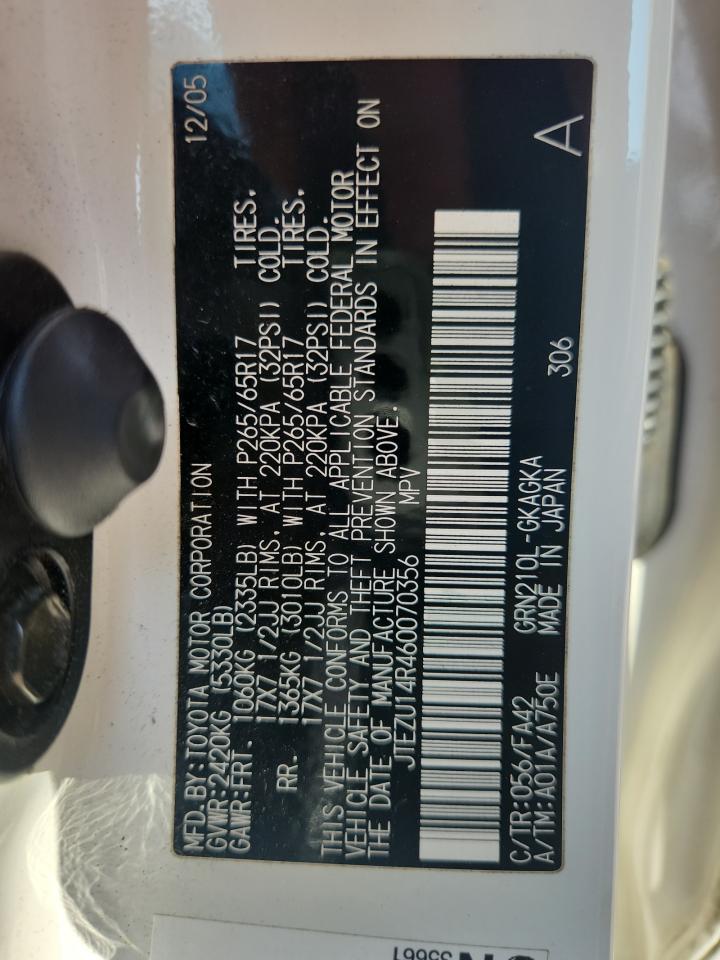 MFD. BY:TOYOTA MOTOR CORPORATION 12/05
GVWR:2420KG (5330LB)
GAWR:FRT. 1060KG (2335LB) WITH P265/65R17 TIRES.
17X7 1/2JJ RIMS, AT 220KPA (32PSI) COLD.
RR. 1365KG (3010LB) WITH P265/65R17 TIRES.
17X7 1/2JJ RIMS, AT 220KPA (32PSI) COLD.
THIS VEHICLE CONFORMS TO ALL APPLICABLE FEDERAL MOTOR
VEHICLE SAFETY AND THEFT PREVENTION STANDARDS IN EFFECT ON
THE DATE OF MANUFACTURE SHOWN ABOVE.
JTEZU14R460070356 MPV
C/TR:056/FA42 GRN210L-GKAGKA 306 A
A/TM:A01A/A750E MADE IN JAPAN